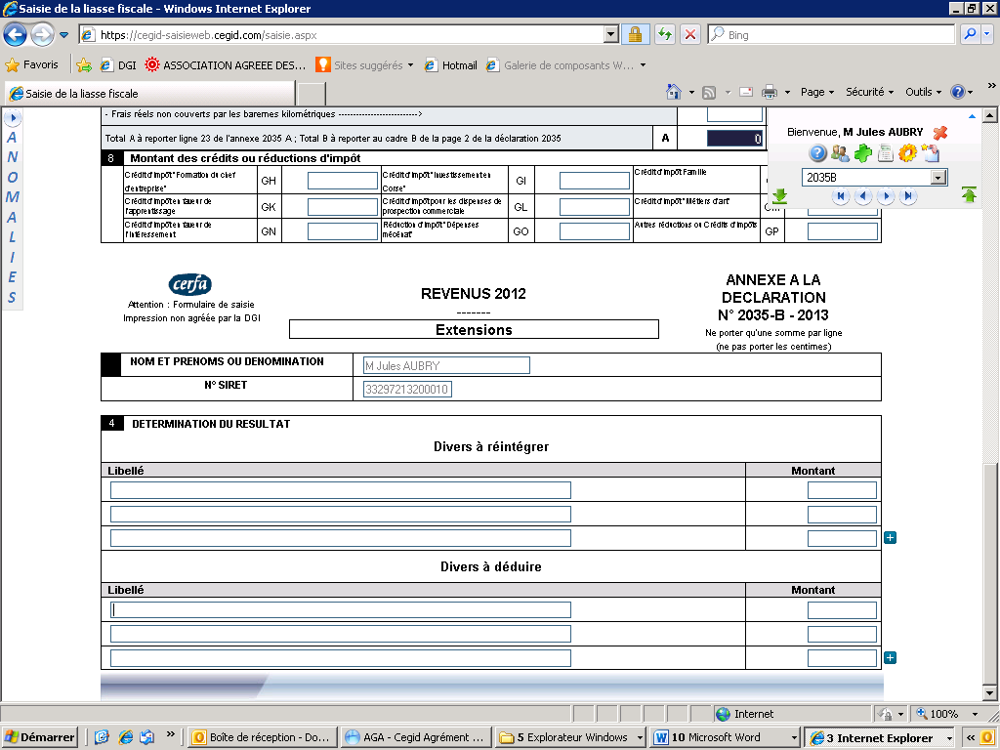 Saisie de la liasse fiscale - Windows Internet Explorer
https://cegid-saisieweb.cegid.com/saisie.aspx
Bing
Favoris
DGI
ASSOCIATION AGREEE DES...
Sites suggérés
Hotmail
Galerie de composants W...
Saisie de la liasse fiscale
Page
Sécurité
Outils
»
A
N
O
M
A
L
I
E
S
- Frais réels non couverts par les baremes kilométriques --------------------------->
Total A à reporter ligne 23 de l'annexe 2035 A ; Total B à reporter au cadre B de la page 2 de la déclaration 2035
A
0
Bienvenue, M Jules AUBRY
2035B
8 Montant des crédits ou réductions d'impôt
Crédit d'impôt "Formation du chef d'entreprise"
GH
Crédit d'impôt "Investissement en Corse"
GI
Crédit d'impôt Famille
Crédit d'impôt en faveur de l'apprentissage
GK
Crédit d'impôt pour les dispenses de prospection commerciale
GL
Crédit d'impôt "Métiers d'art"
Crédit d'impôt en faveur de l'intéressement
GN
Réduction d'impôt "Dépenses mécénat"
GO
Autres réductions ou Crédits d'impôts
GP
cerfa
Attention : Formulaire de saisie
Impression non agréée par la DGI
REVENUS 2012
-------
Extensions
ANNEXE A LA
DECLARATION
N° 2035-B - 2013
Ne porter qu'une somme par ligne
(ne pas porter les centimes)
NOM ET PRENOMS OU DENOMINATION
M Jules AUBRY
N° SIRET
33297213200010
4 DETERMINATION DU RESULTAT
Divers à réintégrer
Libellé
Montant
Divers à déduire
Libellé
Montant
Internet
100%
Démarrer
»
Boîte de réception - Do...
AGA - Cegid Agrément ...
5 Explorateur Windows
10 Microsoft Word
3 Internet Explorer
«